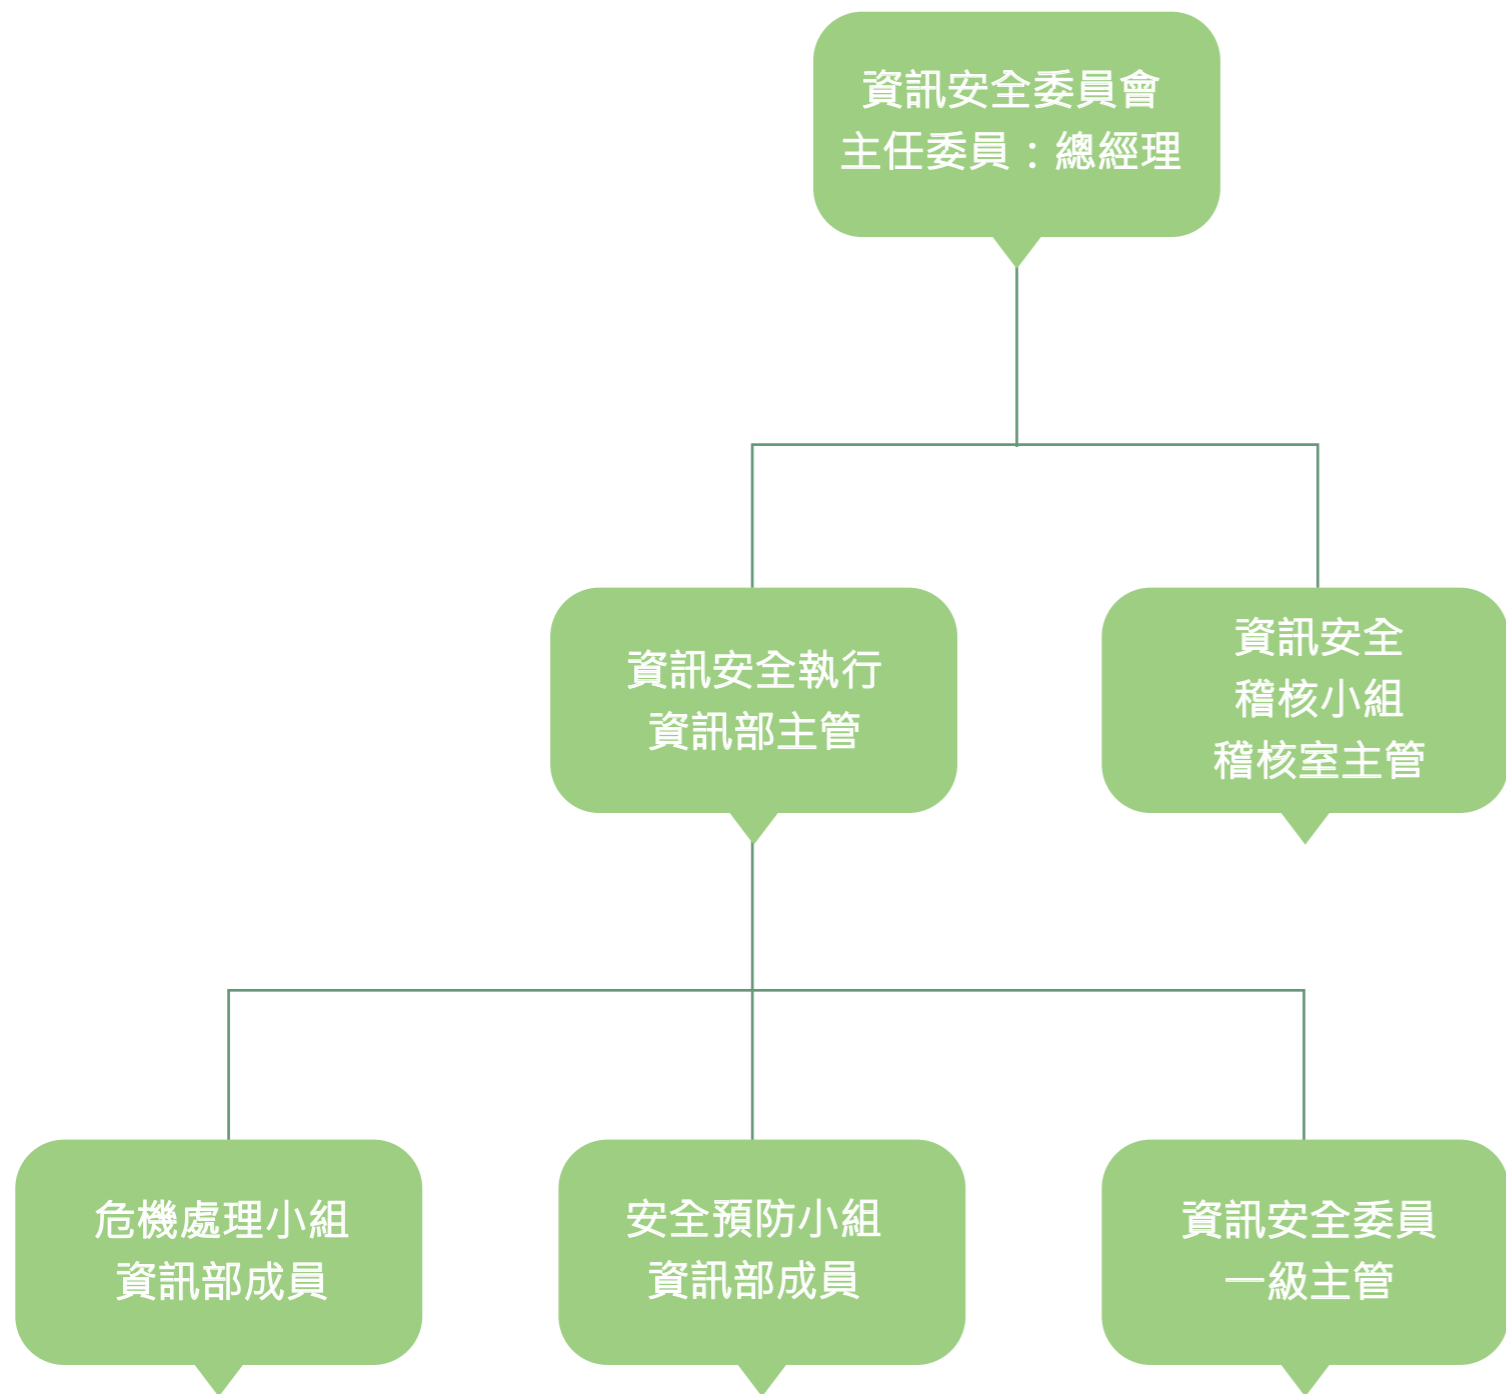 資訊安全委員會
主任委員：總經理
資訊安全執行
資訊部主管
資訊安全
稽核小組
稽核室主管
危機處理小組
資訊部成員
安全預防小組
資訊部成員
資訊安全委員
一級主管